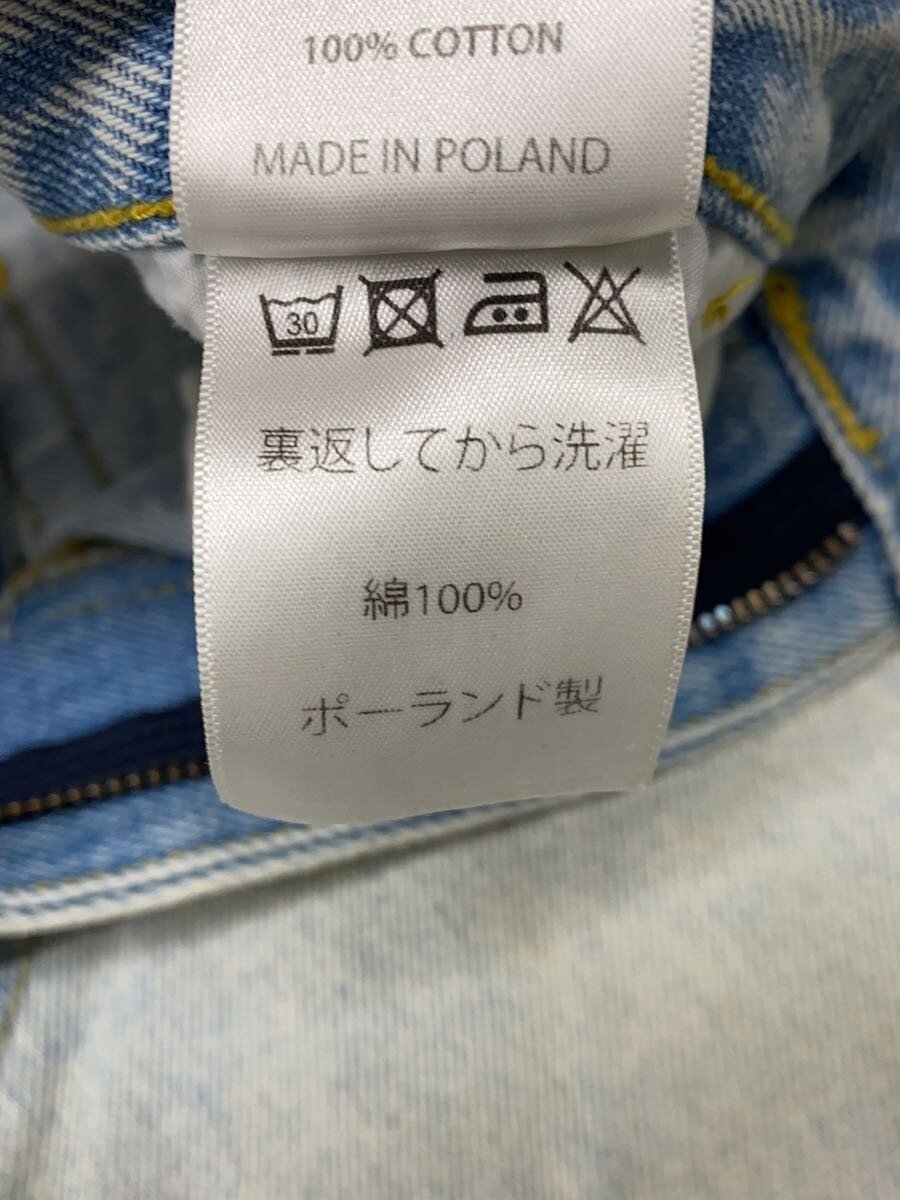 100% COTTON
MADE IN POLAND
30
裏返してから洗濯
綿100%
ポーランド製